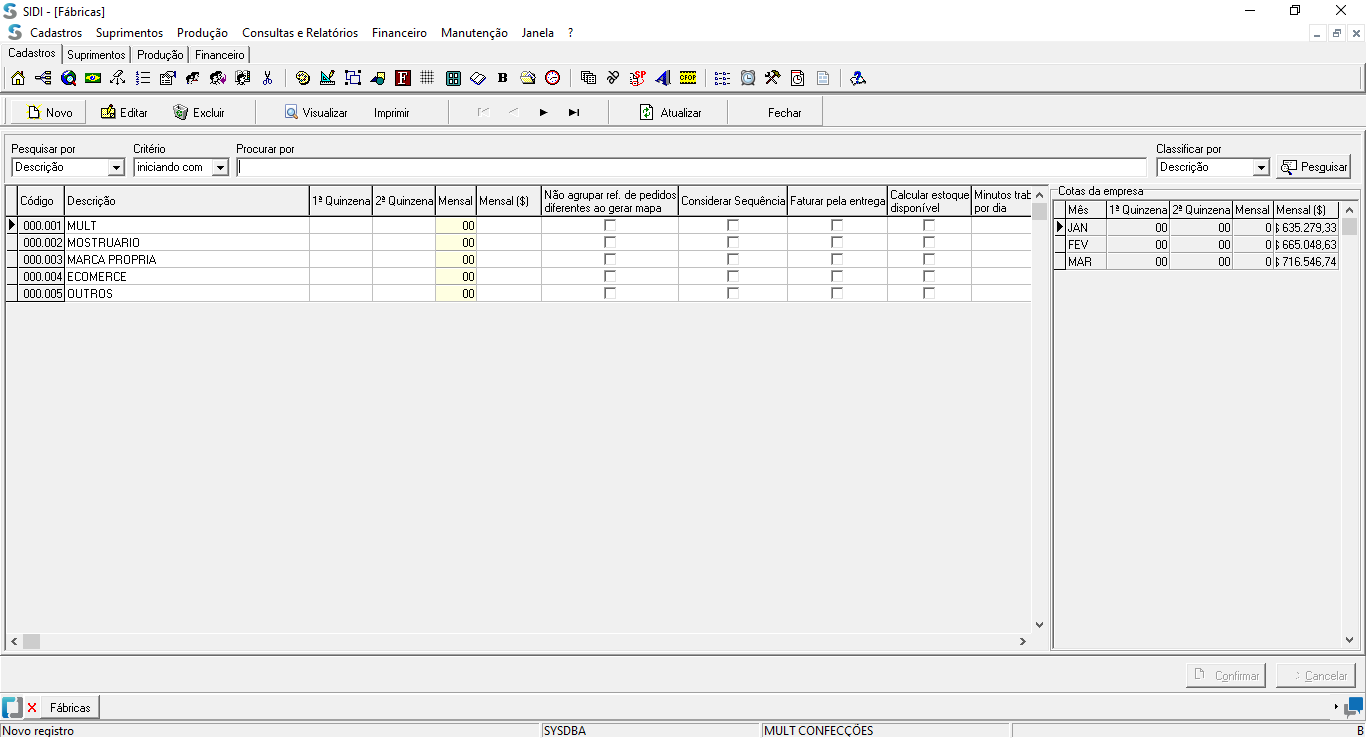 SIDI - [Fábricas]
Cadastros Suprimentos Produção Consultas e Relatórios Financeiro Manutenção Janela ?
Cadastros Suprimentos Produção Financeiro
F B SP CFOP
Novo Editar Excluir Visualizar Imprimir Atualizar Fechar
Pesquisar por Critério Procurar por Classificar por
Descrição iniciando com Descrição Pesquisar
Código Descrição 1ª Quinzena 2ª Quinzena Mensal Mensal ($) Não agrupar ref. de pedidos diferentes ao gerar mapa Considerar Sequência Faturar pela entrega Calcular estoque disponível Minutos trab por dia
000.001 MULT 00
000.002 MOSTRUARIO 00
000.003 MARCA PROPRIA 00
000.004 ECOMERCE 00
000.005 OUTROS 00
Cotas da empresa
Mês 1ª Quinzena 2ª Quinzena Mensal Mensal ($)
JAN 00 00 0 $ 635.279,33
FEV 00 00 0 $ 665.048,63
MAR 00 00 0 $ 716.546,74
Confirmar Cancelar
Fábricas
Novo registro SYSDBA MULT CONFECÇÕES B